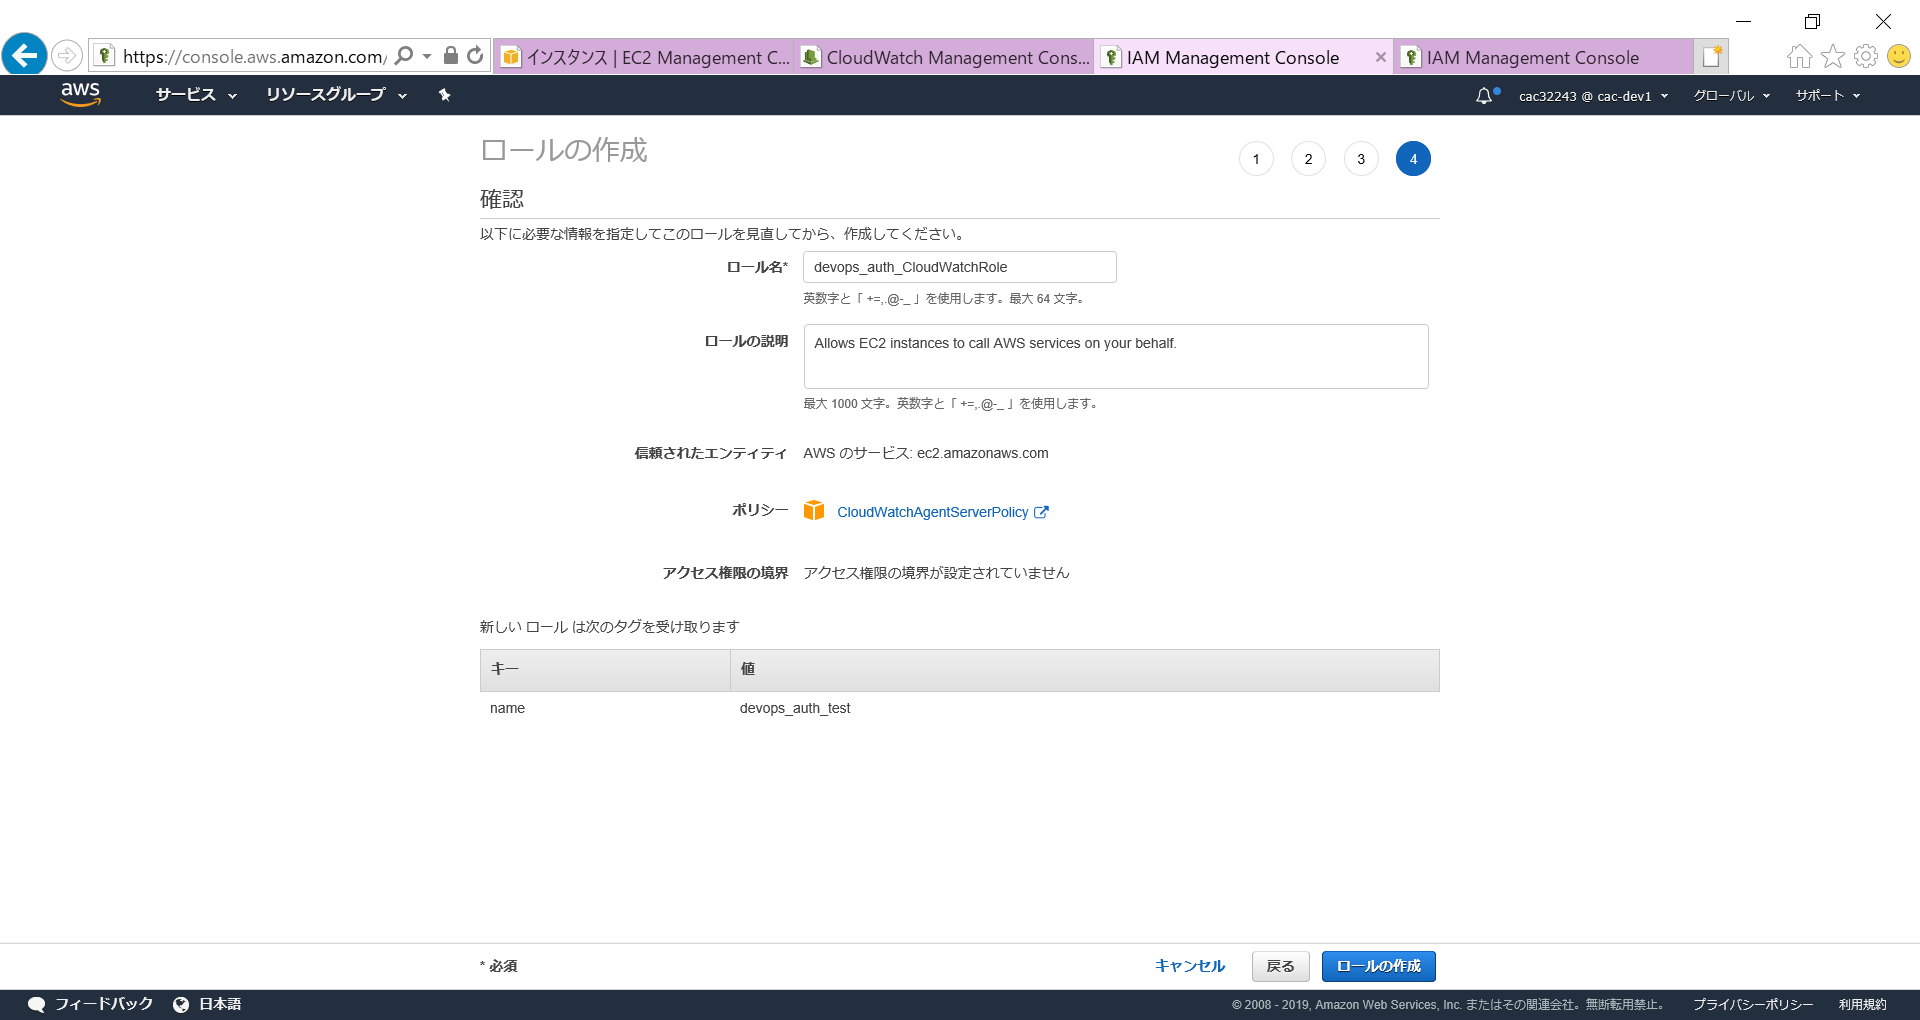 https://console.aws.amazon.com/
インスタンス | EC2 Management C...
CloudWatch Management Cons...
IAM Management Console
IAM Management Console
aws
サービス
リソースグループ
cac32243 @ cac-dev1
グローバル
サポート
ロールの作成
1
2
3
4
確認
以下に必要な情報を指定してこのロールを見直してから、作成してください。
ロール名*
devops_auth_CloudWatchRole
英数字と「 +=,.@-_ 」を使用します。最大 64 文字。
ロールの説明
Allows EC2 instances to call AWS services on your behalf.
最大 1000 文字。英数字と「 +=,.@-_ 」を使用します。
信頼されたエンティティ
AWS のサービス: ec2.amazonaws.com
ポリシー
CloudWatchAgentServerPolicy
アクセス権限の境界
アクセス権限の境界が設定されていません
新しい ロール は次のタグを受け取ります
キー
値
name
devops_auth_test
* 必須
キャンセル
戻る
ロールの作成
フィードバック
日本語
© 2008 - 2019, Amazon Web Services, Inc. またはその関連会社。無断転用禁止。
プライバシーポリシー
利用規約